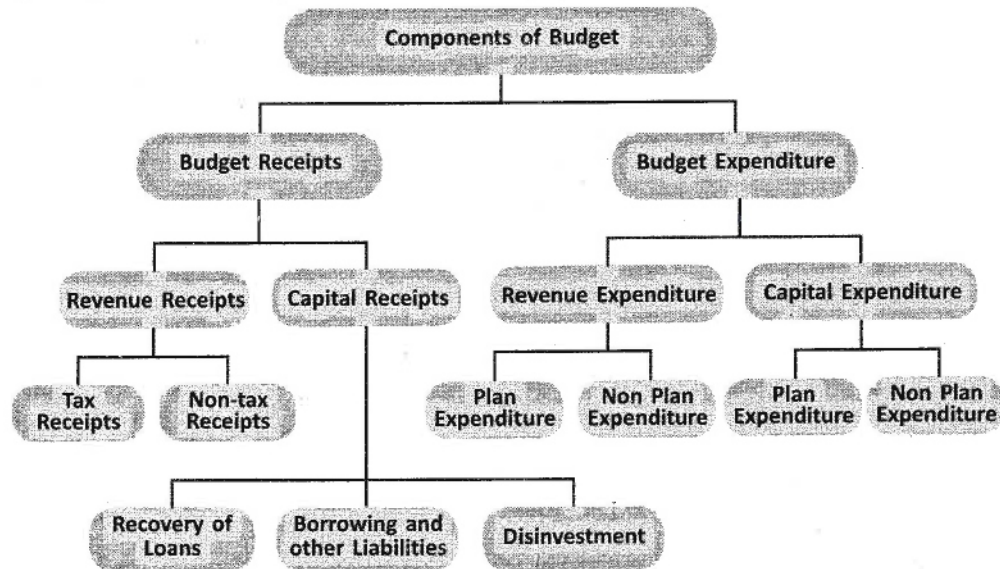 Components of Budget
Budget Receipts
Budget Expenditure
Revenue Receipts
Capital Receipts
Revenue Expenditure
Capital Expenditure
Tax
Receipts
Non-tax
Receipts
Plan
Expenditure
Non Plan
Expenditure
Plan
Expenditure
Non Plan
Expenditure
Recovery of
Loans
Borrowing and
other Liabilities
Disinvestment